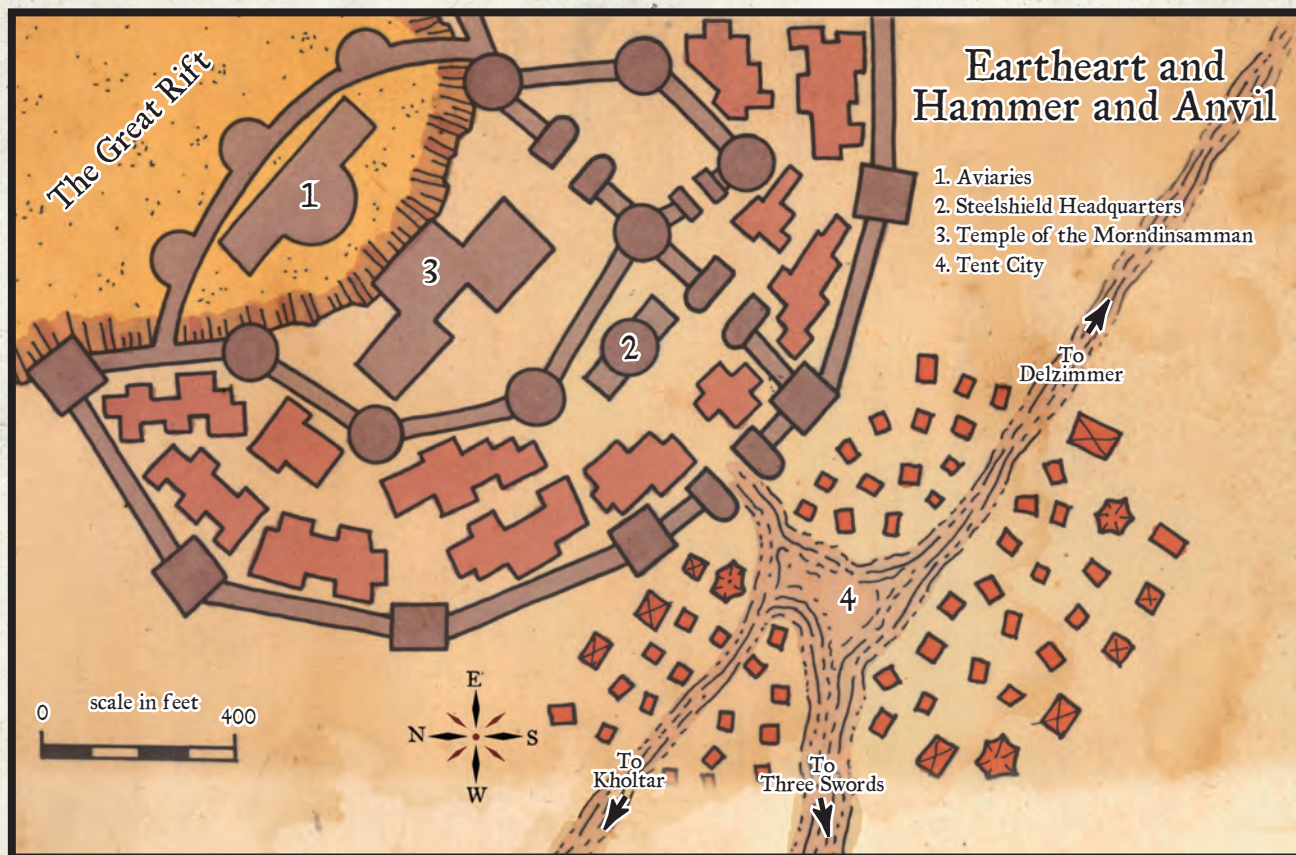 The Great Rift
Eartheart and
Hammer and Anvil
1. Aviaries
2. Steelshield Headquarters
3. Temple of the Morndinsamman
4. Tent City
1
3
2
To
Delzimmer
4
E
N S
W
scale in feet
0 400
To
Kholtar
To
Three Swords